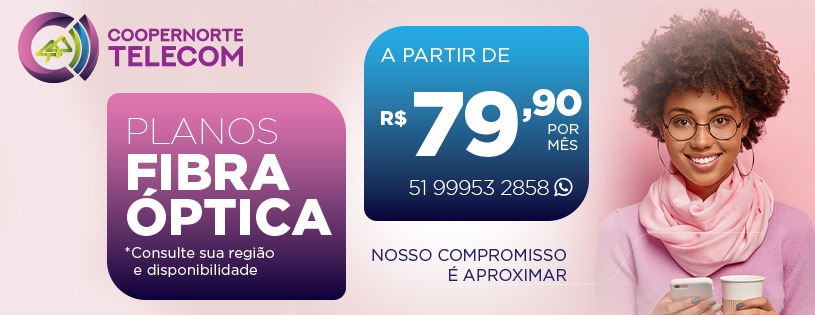 COOPERNORTE
TELECOM
PLANOS
FIBRA
ÓPTICA
*Consulte sua região
e disponibilidade
A PARTIR DE
R$ 79,90
POR
MÊS
51 99953 2858
NOSSO COMPROMISSO
É APROXIMAR